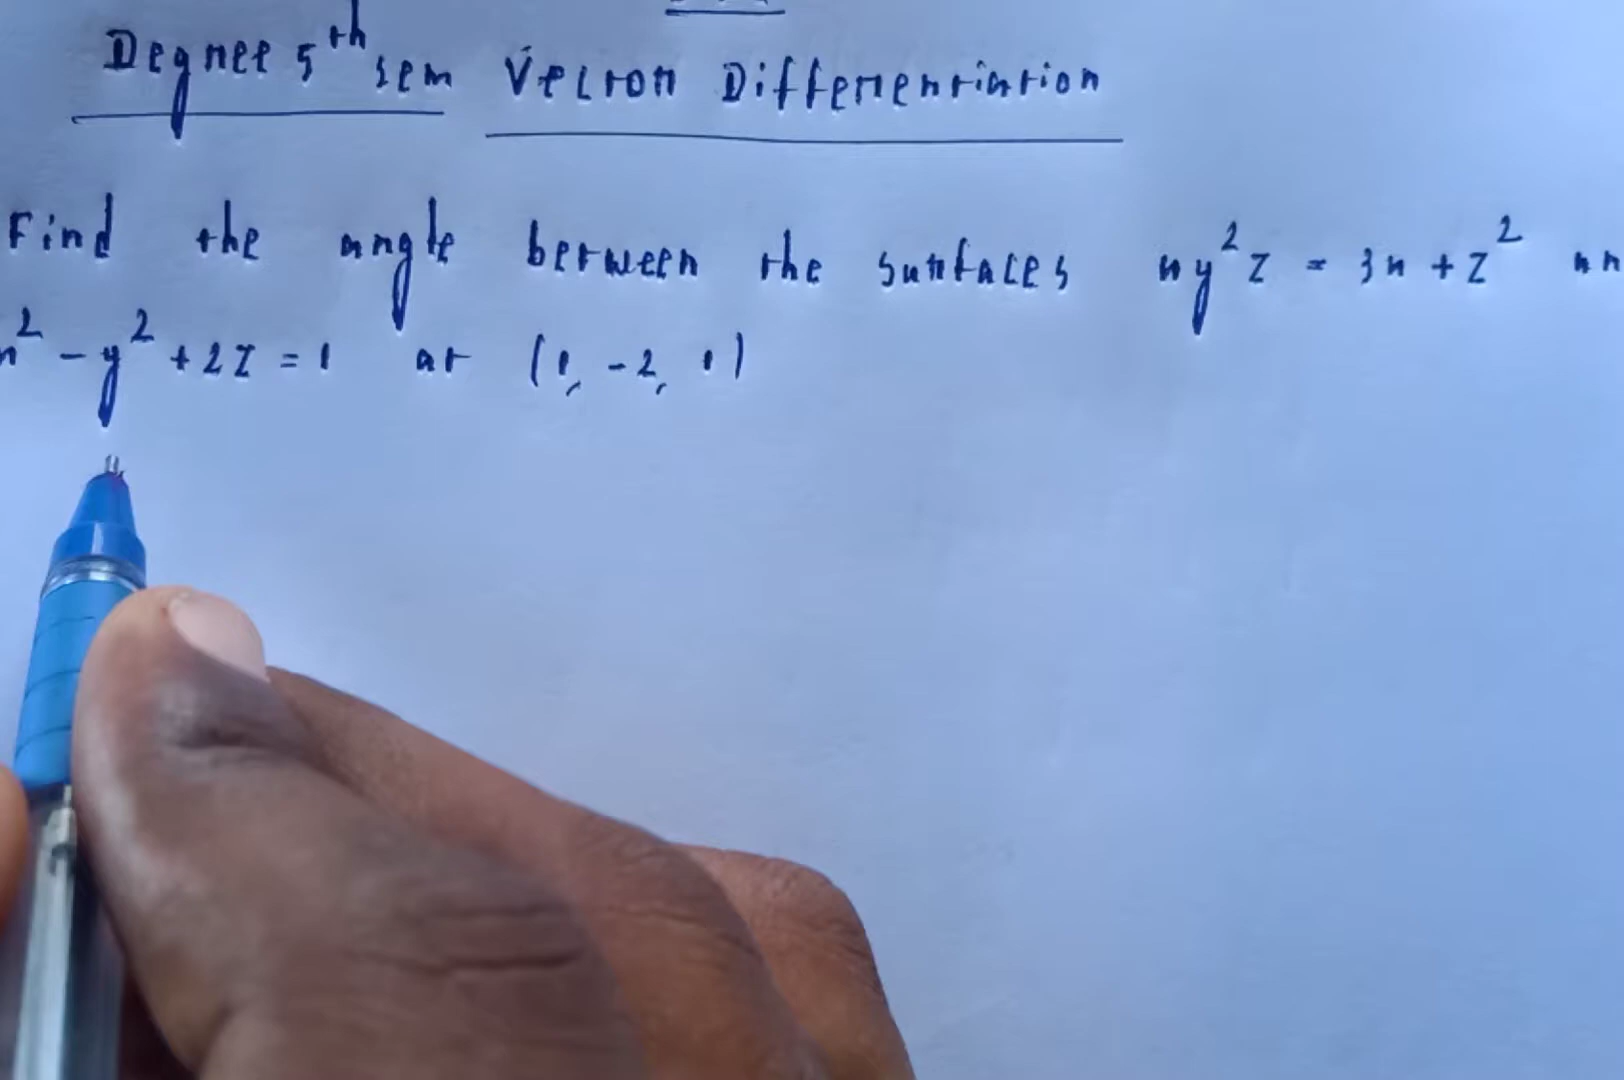 Degree 5th sem Vector Differentiation
Find the angle between the surfaces xy²z = 3x + z²
x² - y² + 2z = 1 at (1, -2, 1)